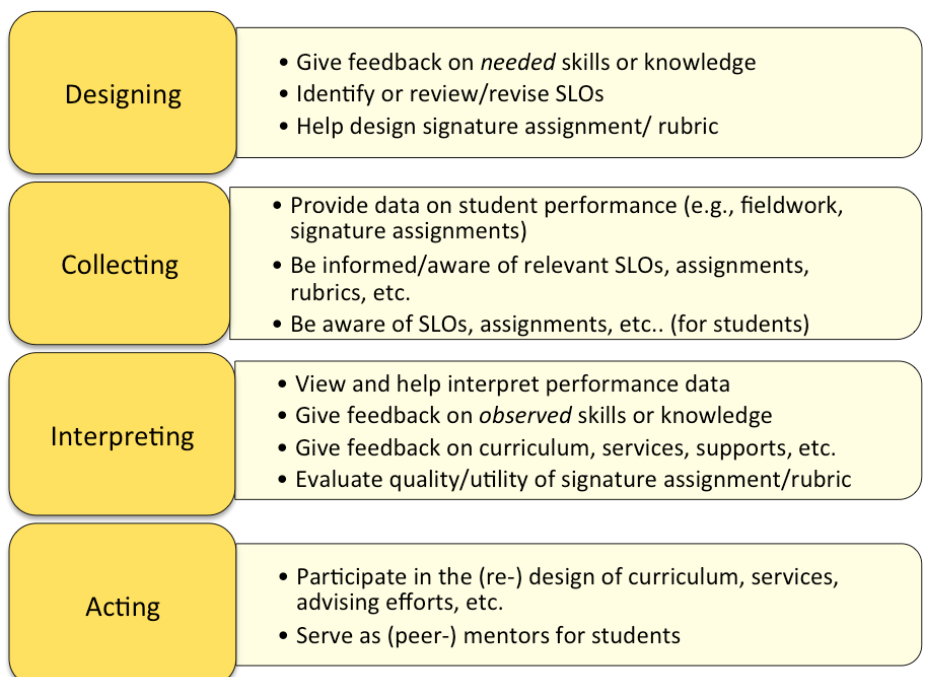 Designing
• Give feedback on needed skills or knowledge
• Identify or review/revise SLOs
• Help design signature assignment/ rubric
Collecting
• Provide data on student performance (e.g., fieldwork,
signature assignments)
• Be informed/aware of relevant SLOs, assignments,
rubrics, etc.
• Be aware of SLOs, assignments, etc.. (for students)
Interpreting
• View and help interpret performance data
• Give feedback on observed skills or knowledge
• Give feedback on curriculum, services, supports, etc.
• Evaluate quality/utility of signature assignment/rubric
Acting
• Participate in the (re-) design of curriculum, services,
advising efforts, etc.
• Serve as (peer-) mentors for students